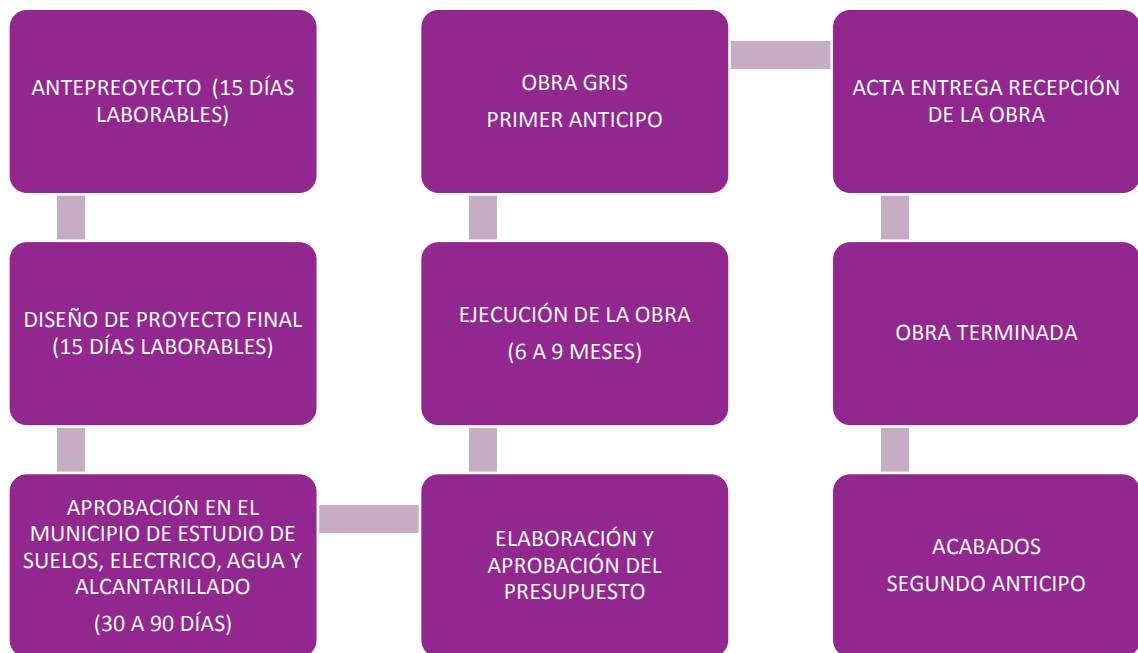 ANTEPREOYECTO (15 DÍAS
LABORABLES)
DISEÑO DE PROYECTO FINAL
(15 DÍAS LABORABLES)
APROBACIÓN EN EL
MUNICIPIO DE ESTUDIO DE
SUELOS, ELECTRICO, AGUA Y
ALCANTARILLADO
(30 A 90 DÍAS)
ELABORACIÓN Y
APROBACIÓN DEL
PRESUPUESTO
EJECUCIÓN DE LA OBRA
(6 A 9 MESES)
OBRA GRIS
PRIMER ANTICIPO
ACTA ENTREGA RECEPCIÓN
DE LA OBRA
OBRA TERMINADA
ACABADOS
SEGUNDO ANTICIPO